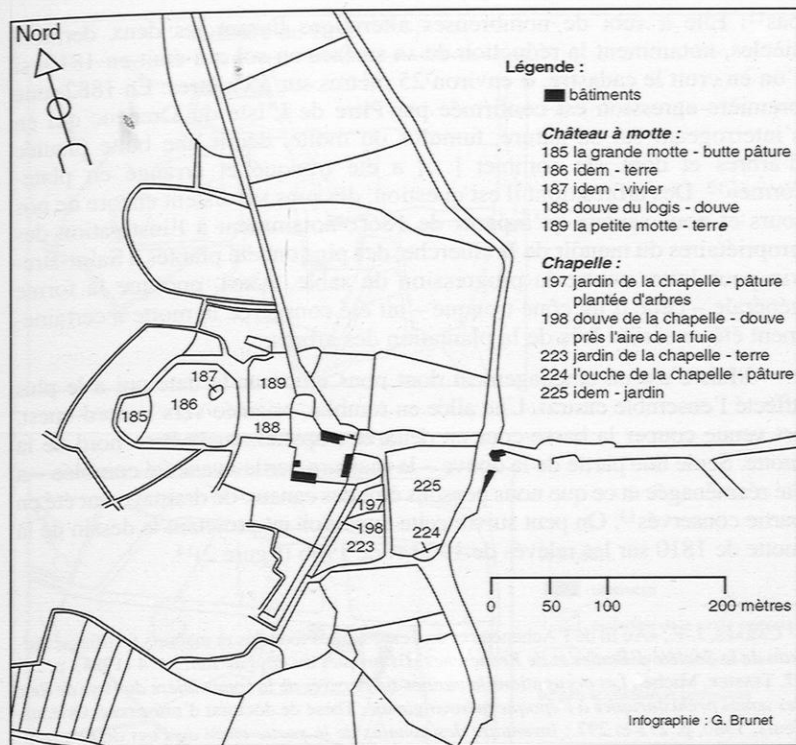 Nord
Légende :
bâtiments
Château à motte :
185 la grande motte - butte pâture
186 idem - terre
187 idem - vivier
188 douve du logis - douve
189 la petite motte - terre
Chapelle :
197 jardin de la chapelle - pâture
plantée d'arbres
198 douve de la chapelle - douve
près l'aire de la fuie
223 jardin de la chapelle - terre
224 l'ouche de la chapelle - pâture
225 idem - jardin
187
189
185
186
188
225
197
198
223
224
0 50 100 200 mètres
Infographie : G. Brunet